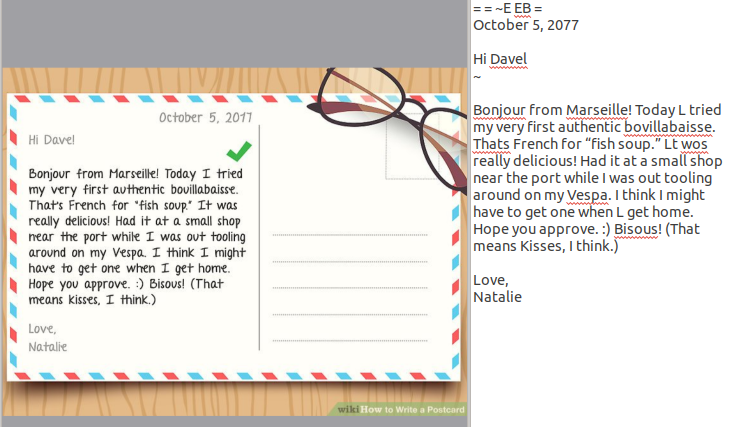 October 5, 2017
Hi Dave!
Bonjour from Marseille! Today I tried
my very first authentic bovillabaisse.
That's French for "fish soup." It was
really delicious! Had it at a small shop
near the port while I was out tooling
around on my Vespa. I think I might
have to get one when I get home.
Hope you approve. :) Bisous! (That
means Kisses, I think.)
Love,
Natalie
wikiHow to Write a Postcard
= = ~E EB =
October 5, 2077
Hi Davel
~
Bonjour from Marseille! Today L tried
my very first authentic bovillabaisse.
Thats French for “fish soup.” Lt wos
really delicious! Had it at a small shop
near the port while I was out tooling
around on my Vespa. I think I might
have to get one when L get home.
Hope you approve. :) Bisous! (That
means Kisses, I think.)
Love,
Natalie